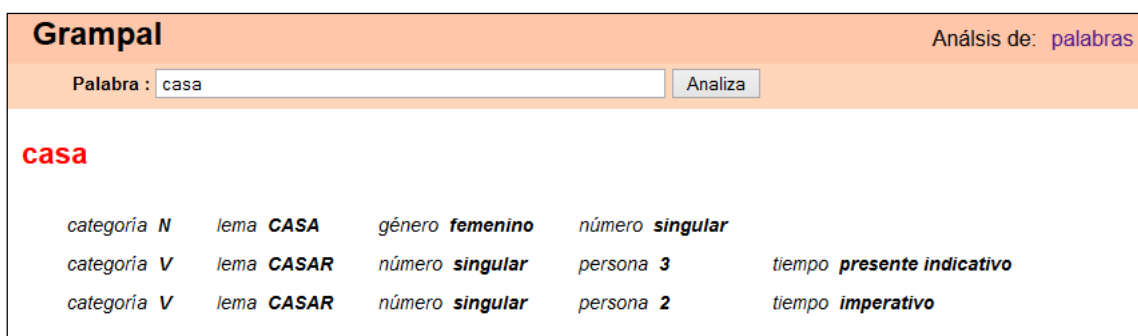 Grampal Análsis de: palabras
Palabra : casa Analiza
casa
categoría N lema CASA género femenino número singular
categoría V lema CASAR número singular persona 3 tiempo presente indicativo
categoría V lema CASAR número singular persona 2 tiempo imperativo